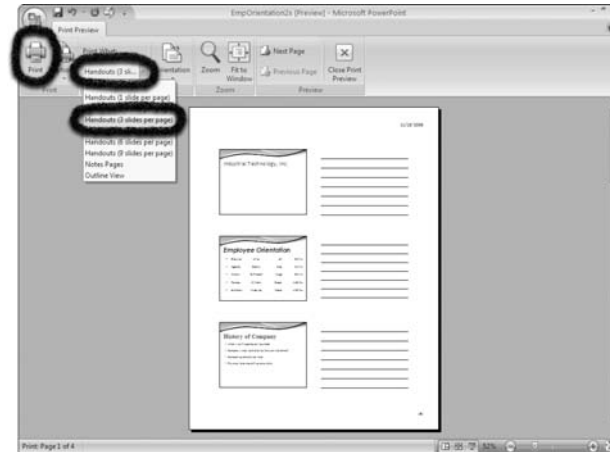 EmpOrientation2s [Preview] - Microsoft PowerPoint
Print Preview
Print What:
Print
Handouts (3 sli...
Zoom
Fit to
Window
Next Page
Previous Page
Close Print
Preview
Print
Zoom
Preview
Handouts (1 slide per page)
Handouts (3 slides per page)
Handouts (6 slides per page)
Handouts (9 slides per page)
Notes Pages
Outline View
Industrial Technology, Inc.
Employee Orientation
History of Company
Print: Page 1 of 4
52%